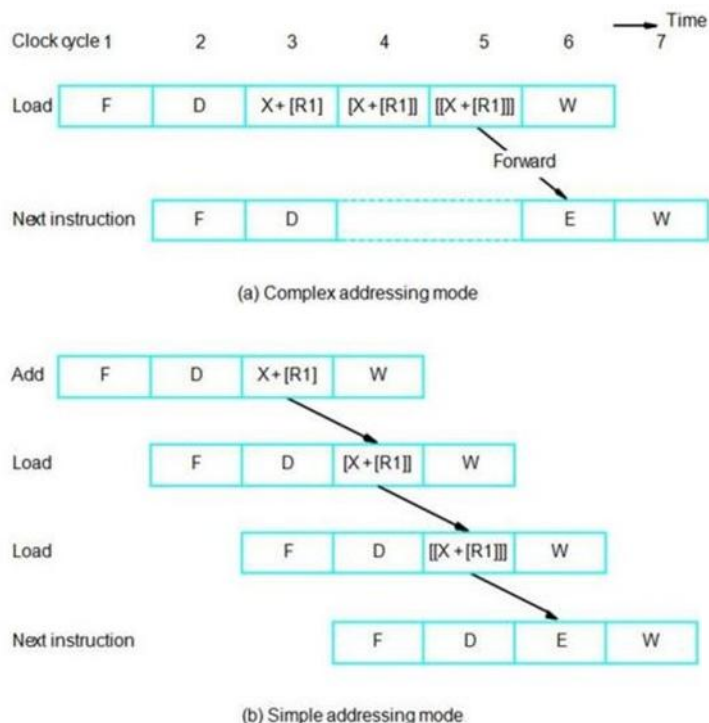 Time
Clock cycle 1 2 3 4 5 6 7
Load F D X + [R1] [X + [R1]] [[X + [R1]]] W
Forward
Next instruction F D E W
(a) Complex addressing mode
Add F D X + [R1] W
Load F D [X + [R1]] W
Load F D [[X + [R1]]] W
Next instruction F D E W
(b) Simple addressing mode